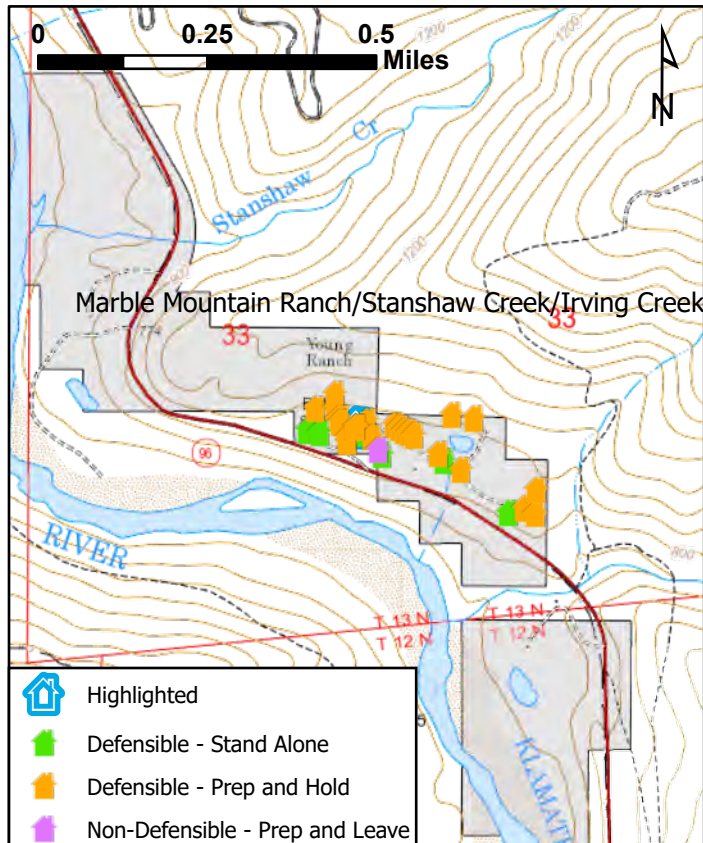 0 0.25 0.5
Miles
1200
1200
N
Stanshaw Cr
1200
800
Marble Mountain Ranch/Stanshaw Creek/Irving Creek
33
33
Young
Ranch
96
RIVER
800
T 13 N T 13 N
T 12 N T 12 N
KLAMATH
Highlighted
Defensible - Stand Alone
Defensible - Prep and Hold
Non-Defensible - Prep and Leave